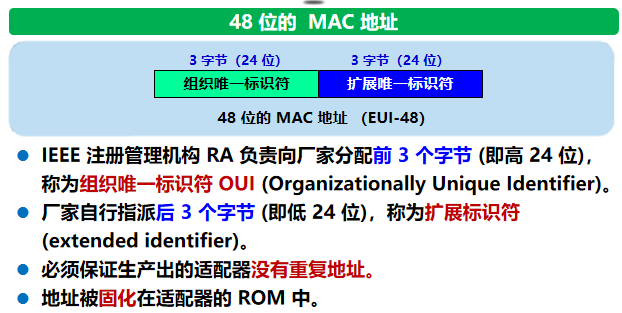 48 位的 MAC 地址
3 字节（24 位） 3 字节（24 位）
组织唯一标识符 扩展唯一标识符
48 位的 MAC 地址 （EUI-48）
IEEE 注册管理机构 RA 负责向厂家分配前 3 个字节 (即高 24 位)，
称为组织唯一标识符 OUI (Organizationally Unique Identifier)。
厂家自行指派后 3 个字节 (即低 24 位)，称为扩展标识符
(extended identifier)。
必须保证生产出的适配器没有重复地址。
地址被固化在适配器的 ROM 中。